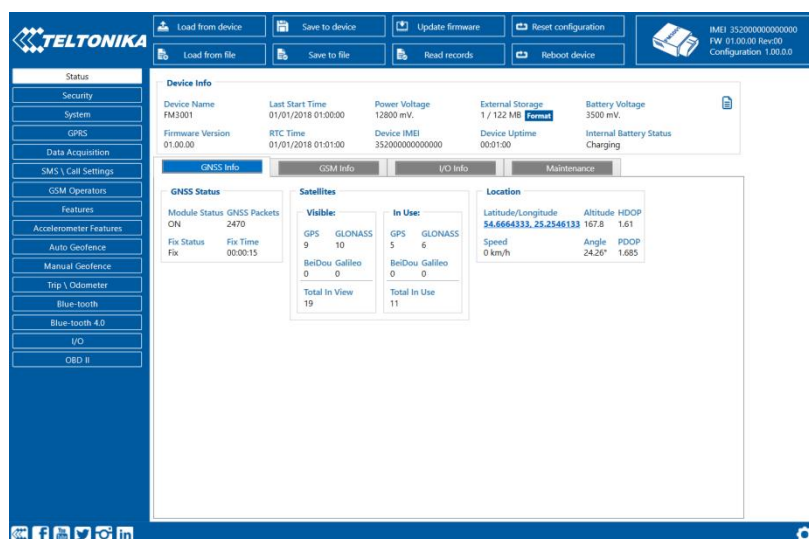 TELTONIKA
Load from device
Save to device
Update firmware
Reset configuration
Load from file
Save to file
Read records
Reboot device
IMEI 352000000000000
FW 01.00.00 Rev:00
Configuration 1.00.0.0
Status
Security
System
GPRS
Data Acquisition
SMS \ Call Settings
GSM Operators
Features
Accelerometer Features
Auto Geofence
Manual Geofence
Trip \ Odometer
Blue-tooth
Blue-tooth 4.0
I/O
OBD II
Device Info
Device Name Last Start Time Power Voltage External Storage Battery Voltage
FM3001 01/01/2018 01:00:00 12800 mV. 1 / 122 MB Format 3500 mV.
Firmware Version RTC Time Device IMEI Device Uptime Internal Battery Status
01.00.00 01/01/2018 01:01:00 352000000000000 00:01:00 Charging
GNSS Info GSM Info I/O Info Maintenance
GNSS Status
Module Status GNSS Packets
ON 2470
Fix Status Fix Time
Fix 00:00:15
Satellites
Visible:
GPS GLONASS
9 10
BeiDou Galileo
0 0
Total In View
19
In Use:
GPS GLONASS
5 6
BeiDou Galileo
0 0
Total In Use
11
Location
Latitude/Longitude Altitude HDOP
54.6664333, 25.2546133 167.8 1.61
Speed Angle PDOP
0 km/h 24.26° 1.685